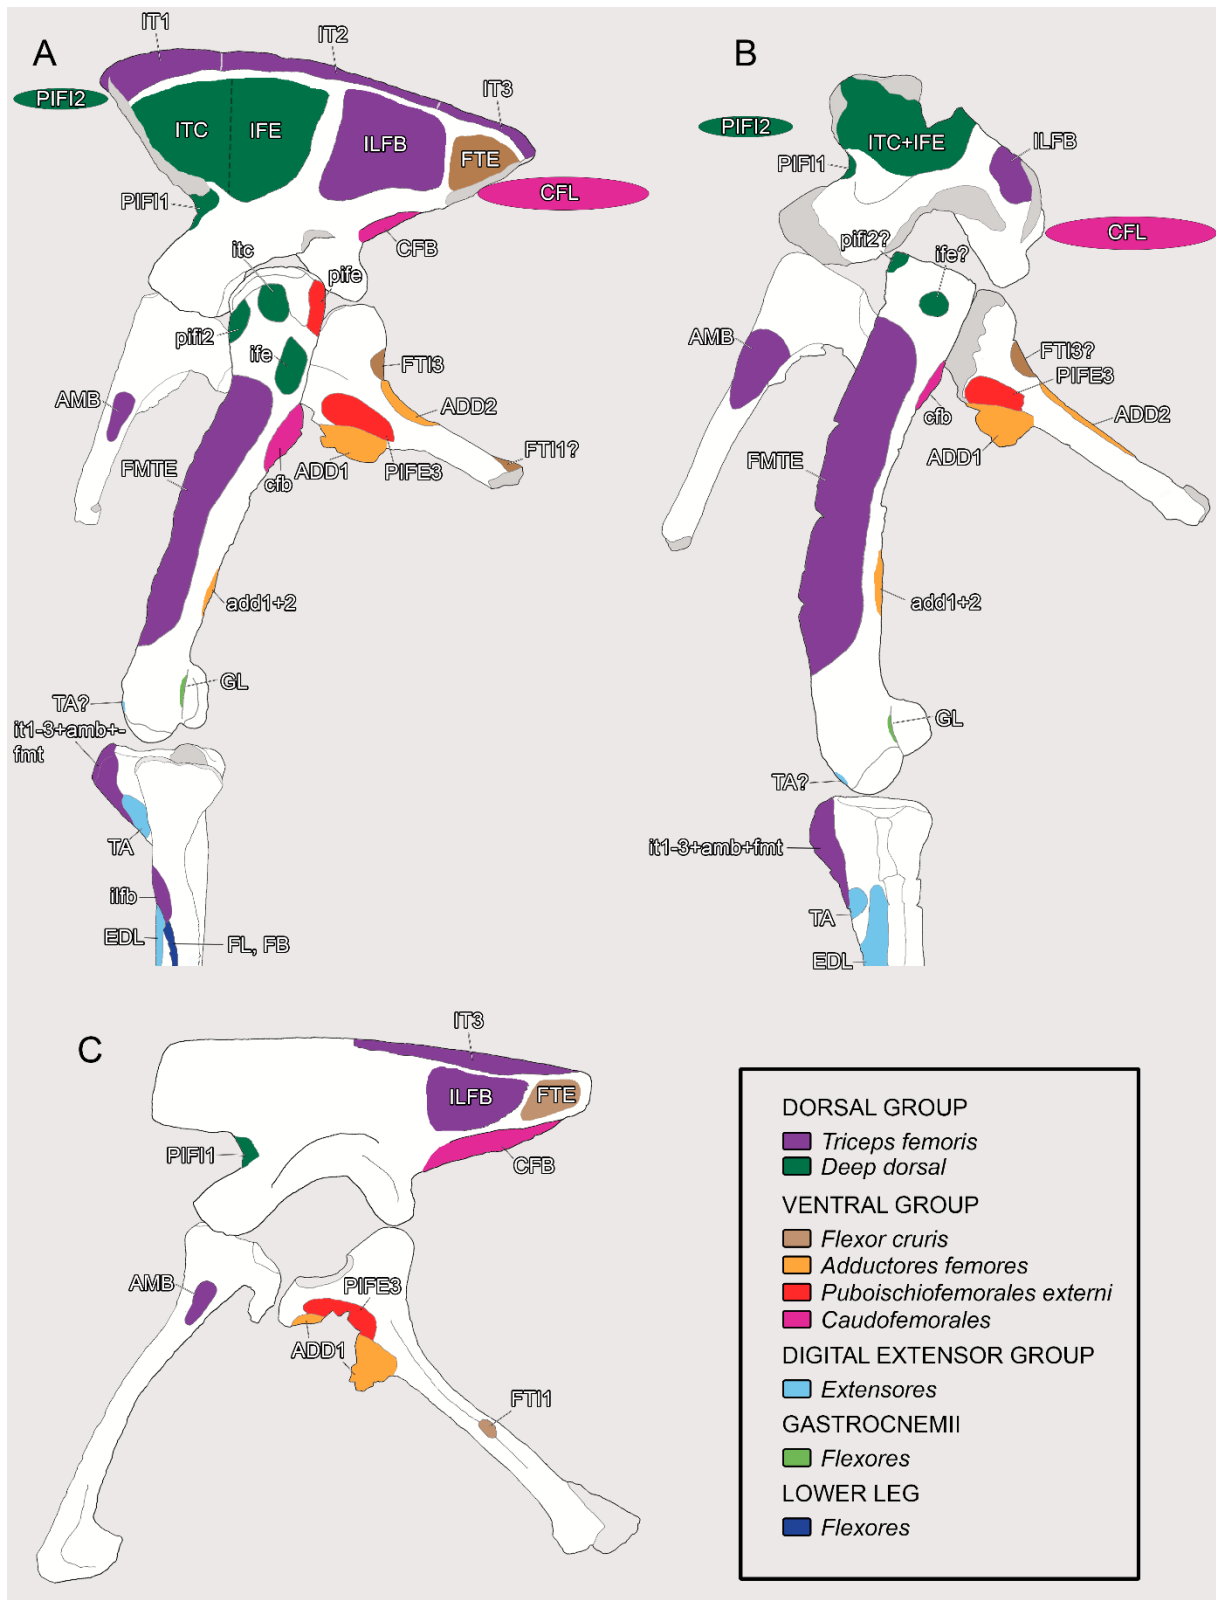 A
IT1
IT2
IT3
PIFI2
ITC
IFE
ILFB
FTE
CFL
PIFI1
CFB
itc
pife
pifi2
ife
FTI3
AMB
ADD2
FMTE
cfb
ADD1
PIFE3
FTI1?
add1+2
GL
TA?
it1-3+amb+-
fmt
TA
ilfb
EDL
FL, FB
B
PIFI2
ITC+IFE
ILFB
PIFI1
CFL
pifi2?
ife?
AMB
FTI3?
PIFE3
cfb
ADD2
ADD1
FMTE
add1+2
GL
TA?
it1-3+amb+fmt
TA
EDL
C
IT3
ILFB
FTE
PIFI1
CFB
AMB
PIFE3
ADD1
FTI1
DORSAL GROUP
Triceps femoris
Deep dorsal
VENTRAL GROUP
Flexor cruris
Adductores femores
Puboischiofemorales externi
Caudofemorales
DIGITAL EXTENSOR GROUP
Extensores
GASTROCNEMII
Flexores
LOWER LEG
Flexores